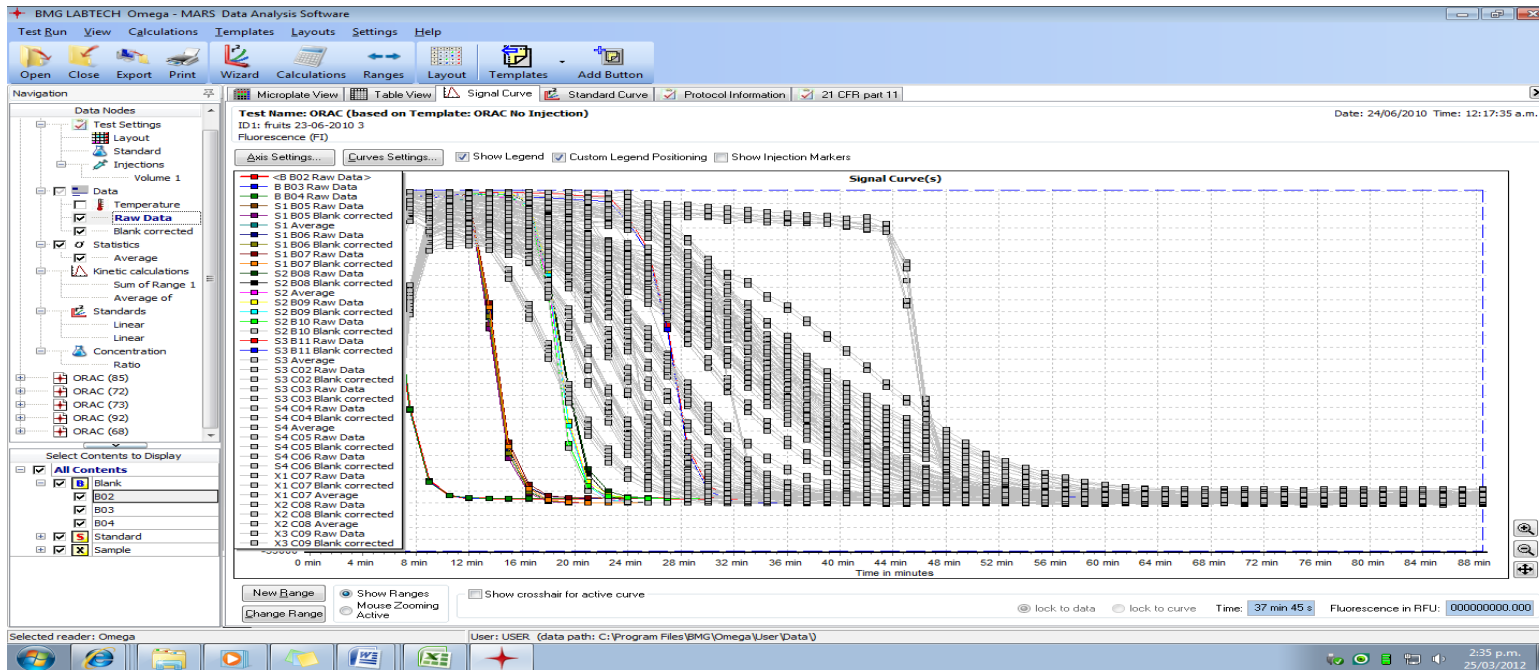 BMG LABTECH Omega - MARS Data Analysis Software
Test Run View Calculations Templates Layouts Settings Help
Open Close Export Print Wizard Calculations Ranges Layout Templates Add Button
Navigation
Data Nodes
Test Settings
Layout
Standard
Injections
Volume 1
Data
Temperature
Raw Data
Blank corrected
Statistics
Average
Kinetic calculations
Sum of Range 1
Average of
Standards
Linear
Linear
Concentration
Ratio
ORAC (85)
ORAC (72)
ORAC (73)
ORAC (92)
ORAC (68)
Select Contents to Display
All Contents
B Blank
B02
B03
B04
S Standard
X Sample
Microplate View Table View Signal Curve Standard Curve Protocol Information 21 CFR part 11
Test Name: ORAC (based on Template: ORAC No Injection) Date: 24/06/2010 Time: 12:17:35 a.m.
ID1: fruits 23-06-2010 3
Fluorescence (FI)
Axis Settings... Curves Settings... Show Legend Custom Legend Positioning Show Injection Markers
Signal Curve(s)
<B B02 Raw Data>
B B03 Raw Data
B B04 Raw Data
S1 B05 Raw Data
S1 B05 Blank corrected
S1 Average
S1 B06 Raw Data
S1 B06 Blank corrected
S1 B07 Raw Data
S1 B07 Blank corrected
S2 B08 Raw Data
S2 B08 Blank corrected
S2 Average
S2 B09 Raw Data
S2 B09 Blank corrected
S2 B10 Raw Data
S2 B10 Blank corrected
S3 B11 Raw Data
S3 B11 Blank corrected
S3 Average
S3 C02 Raw Data
S3 C02 Blank corrected
S3 C03 Raw Data
S3 C03 Blank corrected
S4 C04 Raw Data
S4 C04 Blank corrected
S4 Average
S4 C05 Raw Data
S4 C05 Blank corrected
S4 C06 Raw Data
S4 C06 Blank corrected
X1 C07 Raw Data
X1 C07 Blank corrected
X1 C07 Average
X2 C08 Raw Data
X2 C08 Blank corrected
X2 C08 Average
X3 C09 Raw Data
X3 C09 Blank corrected
0 min 4 min 8 min 12 min 16 min 20 min 24 min 28 min 32 min 36 min 40 min 44 min 48 min 52 min 56 min 60 min 64 min 68 min 72 min 76 min 80 min 84 min 88 min
Time in minutes
New Range Show Ranges Show crosshair for active curve
Change Range Mouse Zooming Active
lock to data lock to curve Time: 37 min 45 s Fluorescence in RFU: 000000000.000
Selected reader: Omega User: USER (data path: C:\Program Files\BMG\Omega\User\Data\)
2:35 p.m.
25/03/2012